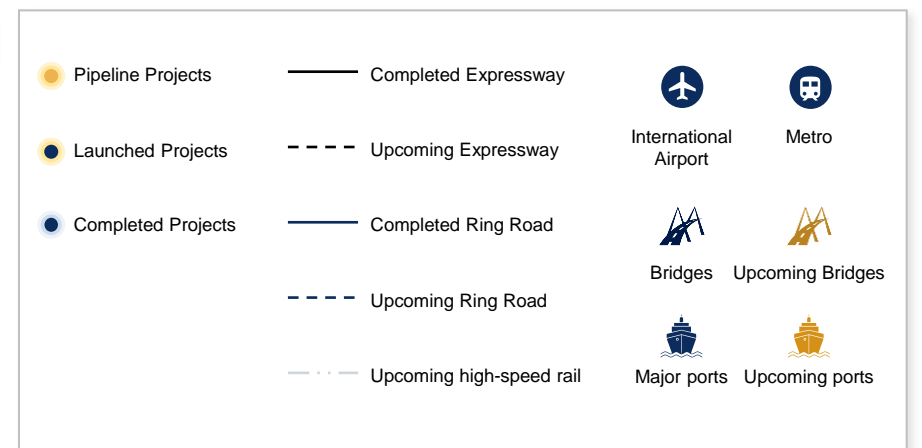 Pipeline Projects
Launched Projects
Completed Projects
Completed Expressway
Upcoming Expressway
Completed Ring Road
Upcoming Ring Road
Upcoming high-speed rail
International
Airport
Metro
Bridges
Upcoming Bridges
Major ports
Upcoming ports